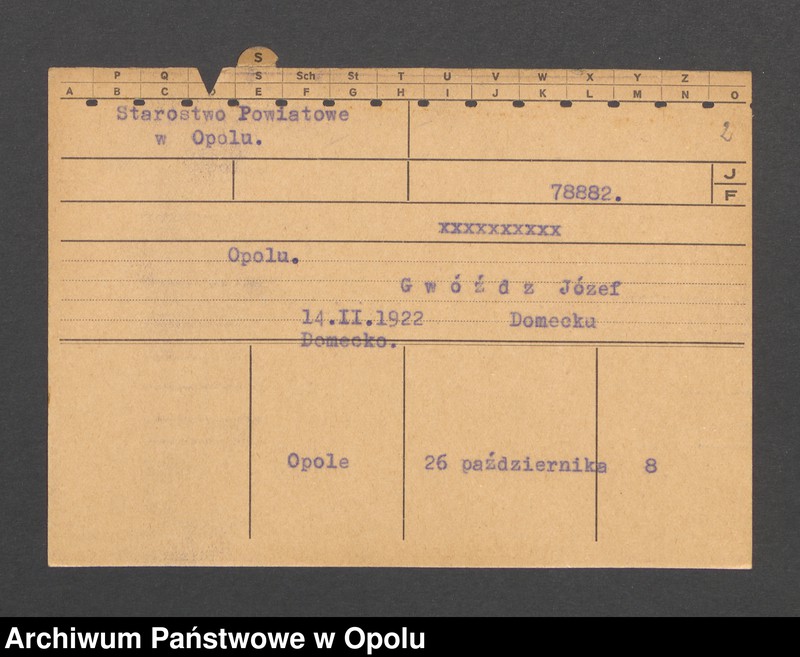 S
P Q S Sch St T U V W X Y Z
A B C D E F G H I J K L M N O
Starostwo Powiatowe
w Opolu.
2
J
78882.
F
xxxxxxxxxx
Opolu.
G w ó ź d z Józef
14.II.1922 Domecku
Domecko.
Opole 26 października 8
Archiwum Państwowe w Opolu